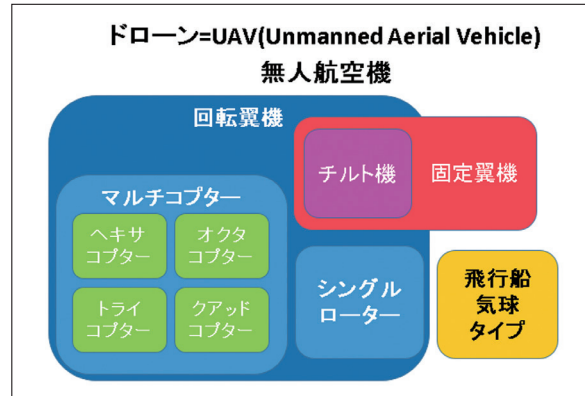 ドローン=UAV(Unmanned Aerial Vehicle)
無人航空機
回転翼機
チルト機
固定翼機
マルチコプター
ヘキサ
コプター
オクタ
コプター
トライ
コプター
クアッド
コプター
シングル
ローター
飛行船
気球
タイプ